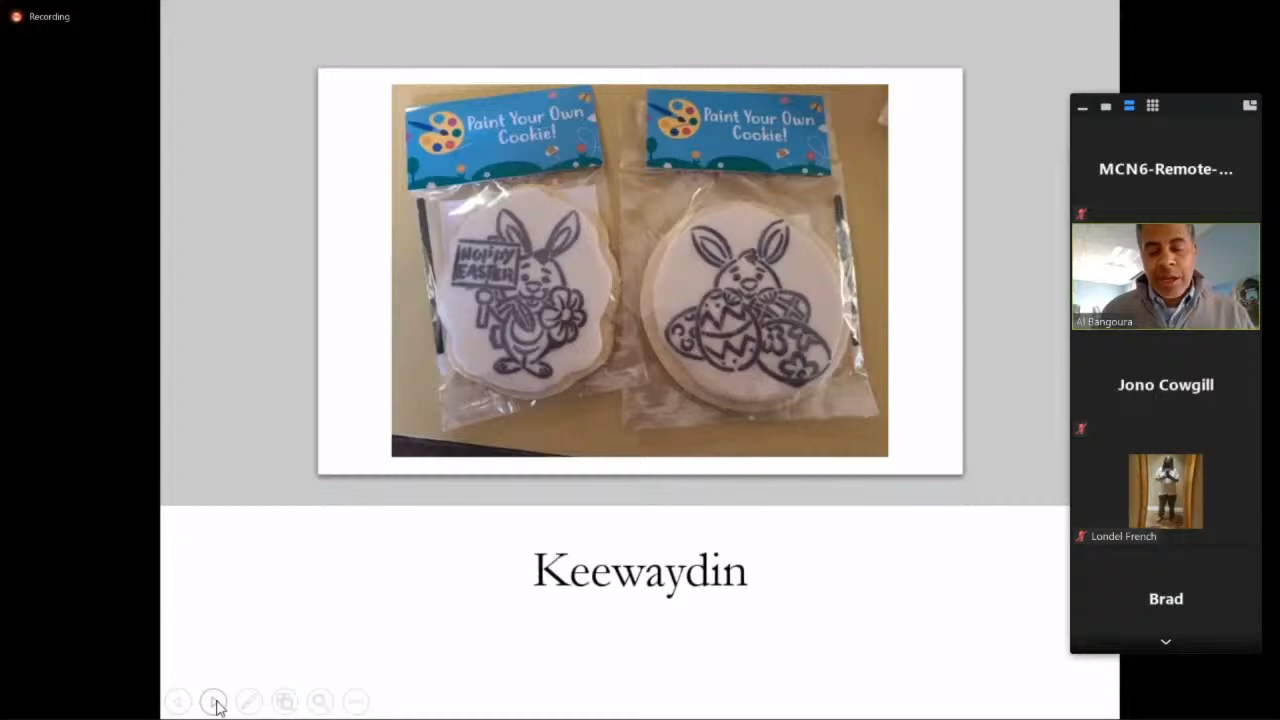 Recording
Paint Your Own
Cookie!
Paint Your Own
Cookie!
HOPPY
EASTER
Keewaydin
MCN6-Remote-...
Al Bangoura
Jono Cowgill
Londel French
Brad